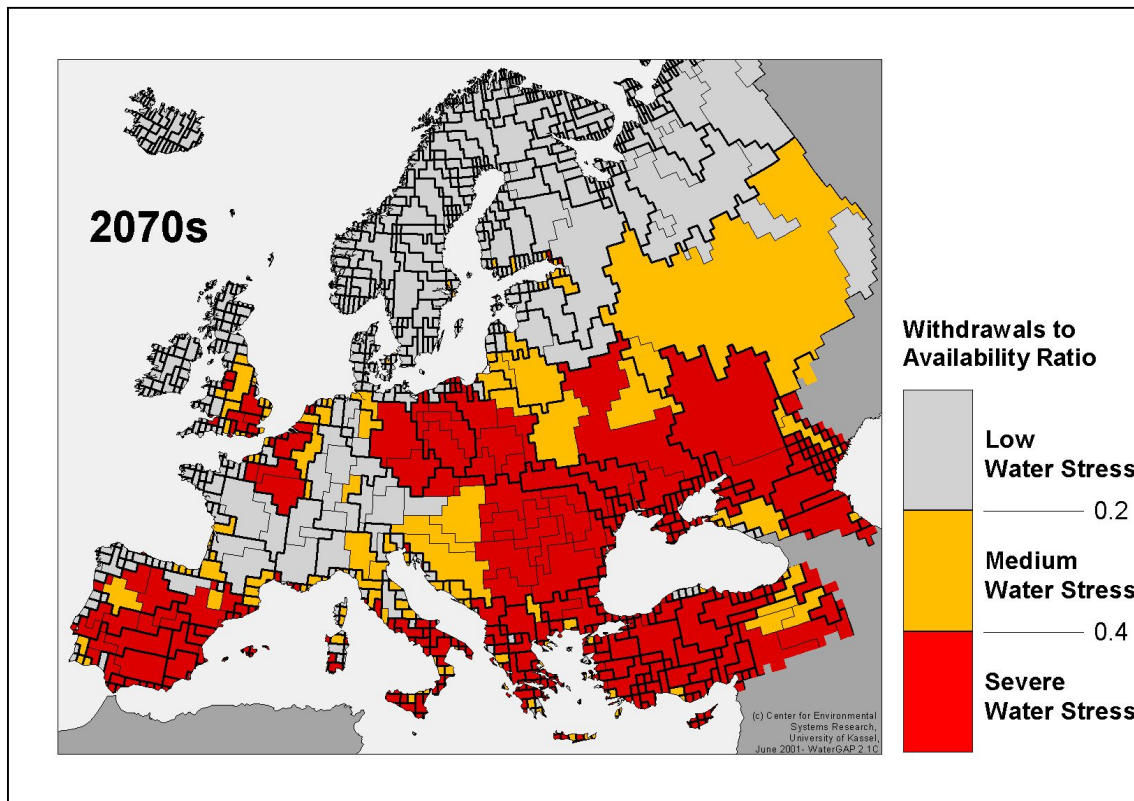 2070s
Withdrawals to
Availability Ratio
Low
Water Stress
0.2
Medium
Water Stress
0.4
Severe
Water Stress
(c) Center for Environmental
Systems Research,
University of Kassel,
June 2001- WaterGAP 2.1C